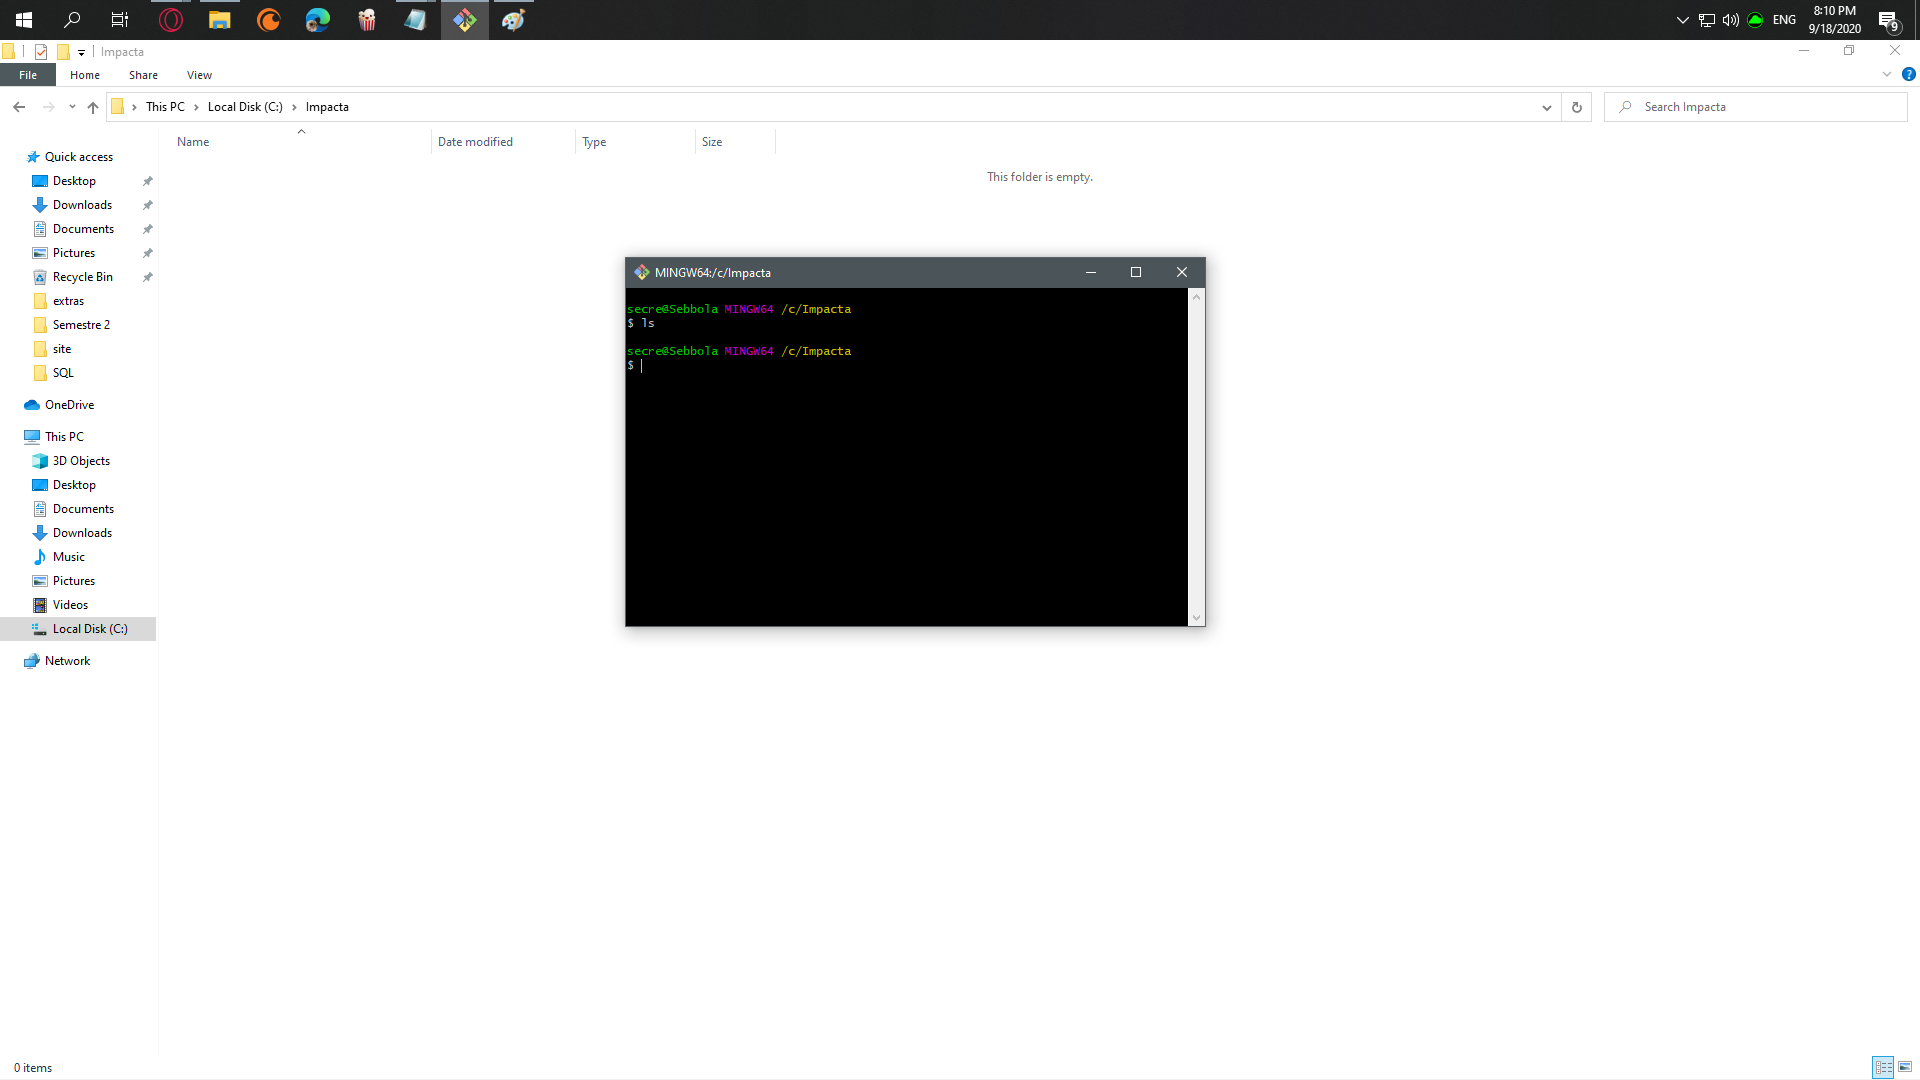 ENG
8:10 PM
9/18/2020
9
Impacta
File Home Share View
?
This PC Local Disk (C:) Impacta
Search Impacta
Name Date modified Type Size
This folder is empty.
Quick access
Desktop
Downloads
Documents
Pictures
Recycle Bin
extras
Semestre 2
site
SQL
OneDrive
This PC
3D Objects
Desktop
Documents
Downloads
Music
Pictures
Videos
Local Disk (C:)
Network
MINGW64:/c/Impacta
secre@Sebbola MINGW64 /c/Impacta
$ ls
secre@Sebbola MINGW64 /c/Impacta
$
0 items